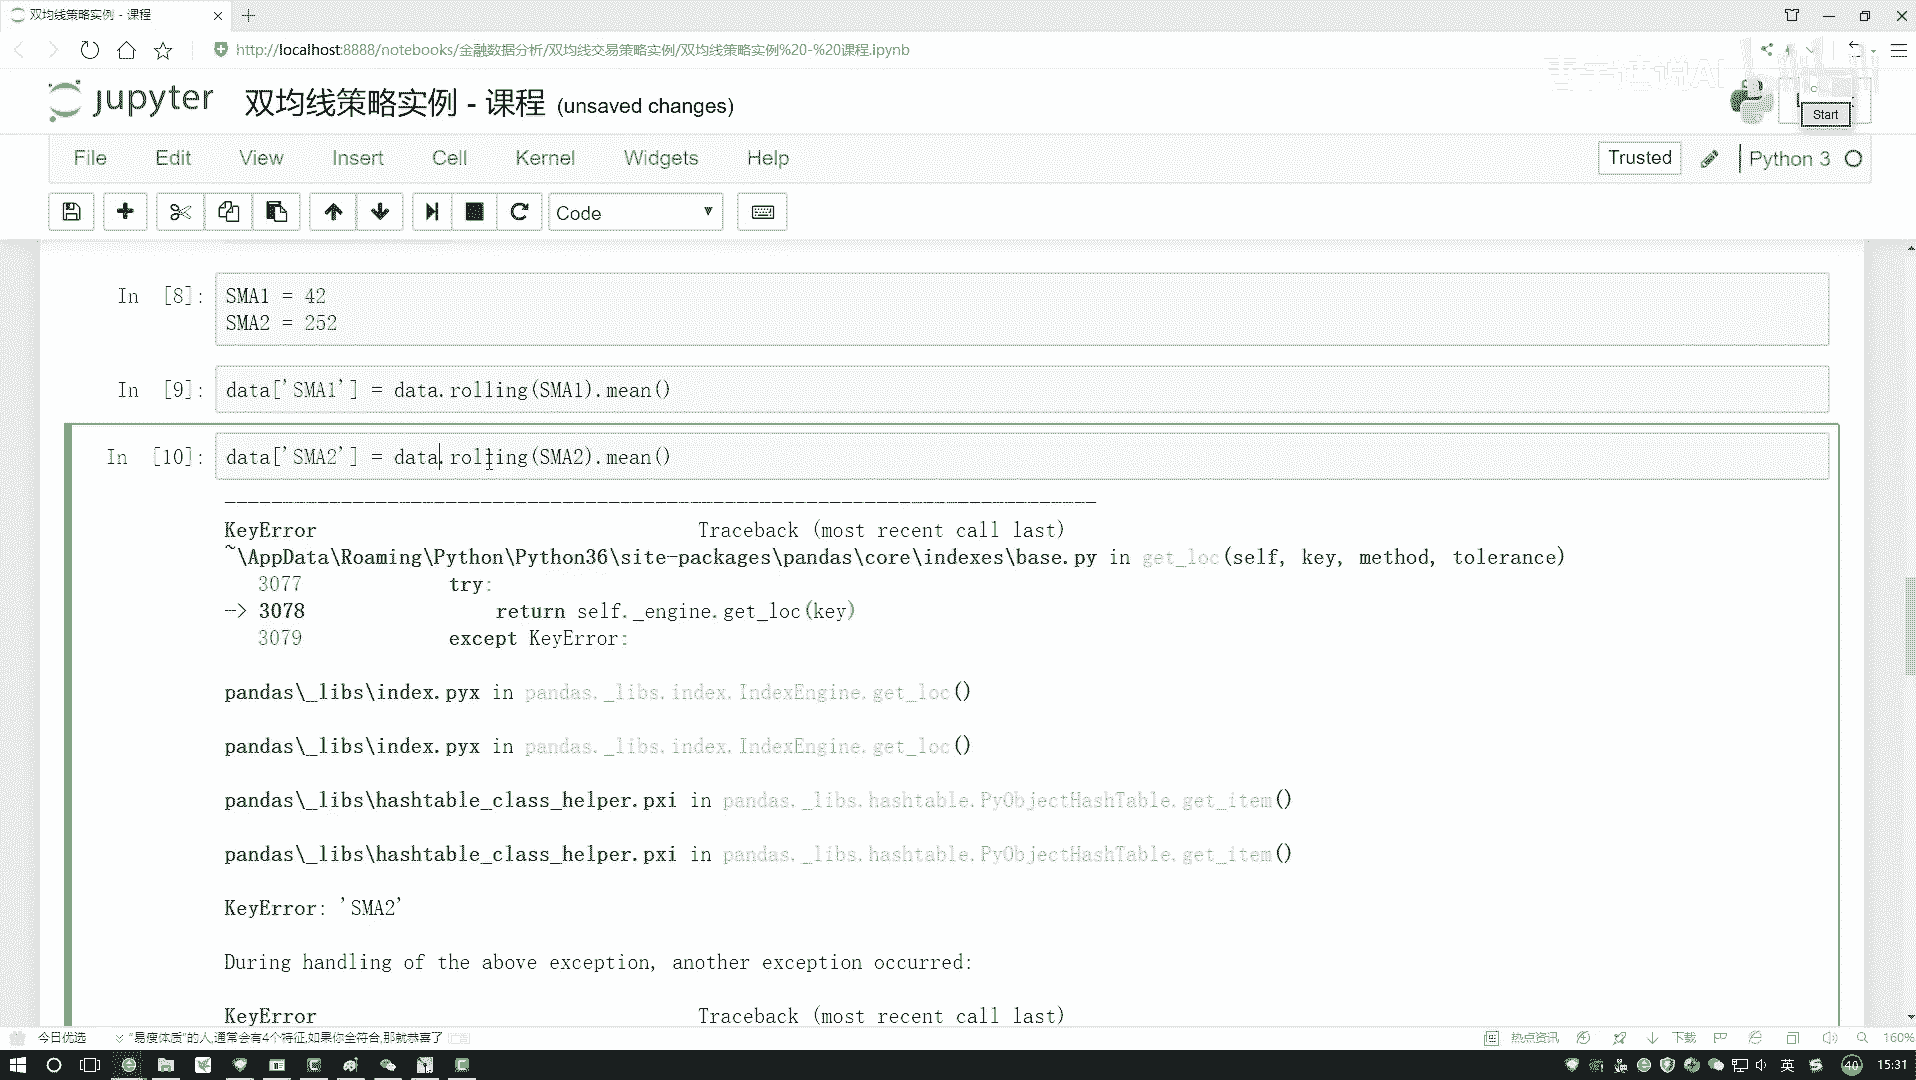 双均线策略实例 - 课程
http://localhost:8888/notebooks/金融数据分析/双均线交易策略实例/双均线策略实例%20-%20课程.ipynb
jupyter 双均线策略实例 - 课程 (unsaved changes)
Start
File Edit View Insert Cell Kernel Widgets Help
Trusted Python 3
Code
In [8]: SMA1 = 42
SMA2 = 252
In [9]: data['SMA1'] = data.rolling(SMA1).mean()
In [10]: data['SMA2'] = data.rolling(SMA2).mean()
---------------------------------------------------------------------------
KeyError Traceback (most recent call last)
~\AppData\Roaming\Python\Python36\site-packages\pandas\core\indexes\base.py in get_loc(self, key, method, tolerance)
3077 try:
-> 3078 return self._engine.get_loc(key)
3079 except KeyError:
pandas\_libs\index.pyx in pandas._libs.index.IndexEngine.get_loc()
pandas\_libs\index.pyx in pandas._libs.index.IndexEngine.get_loc()
pandas\_libs\hashtable_class_helper.pxi in pandas._libs.hashtable.PyObjectHashTable.get_item()
pandas\_libs\hashtable_class_helper.pxi in pandas._libs.hashtable.PyObjectHashTable.get_item()
KeyError: 'SMA2'
During handling of the above exception, another exception occurred:
KeyError Traceback (most recent call last)
今日优选 "易瘦体质"的人,通常会有4个特征,如果你全符合,那就恭喜了
热点资讯 下载 160%
英 40 15:31